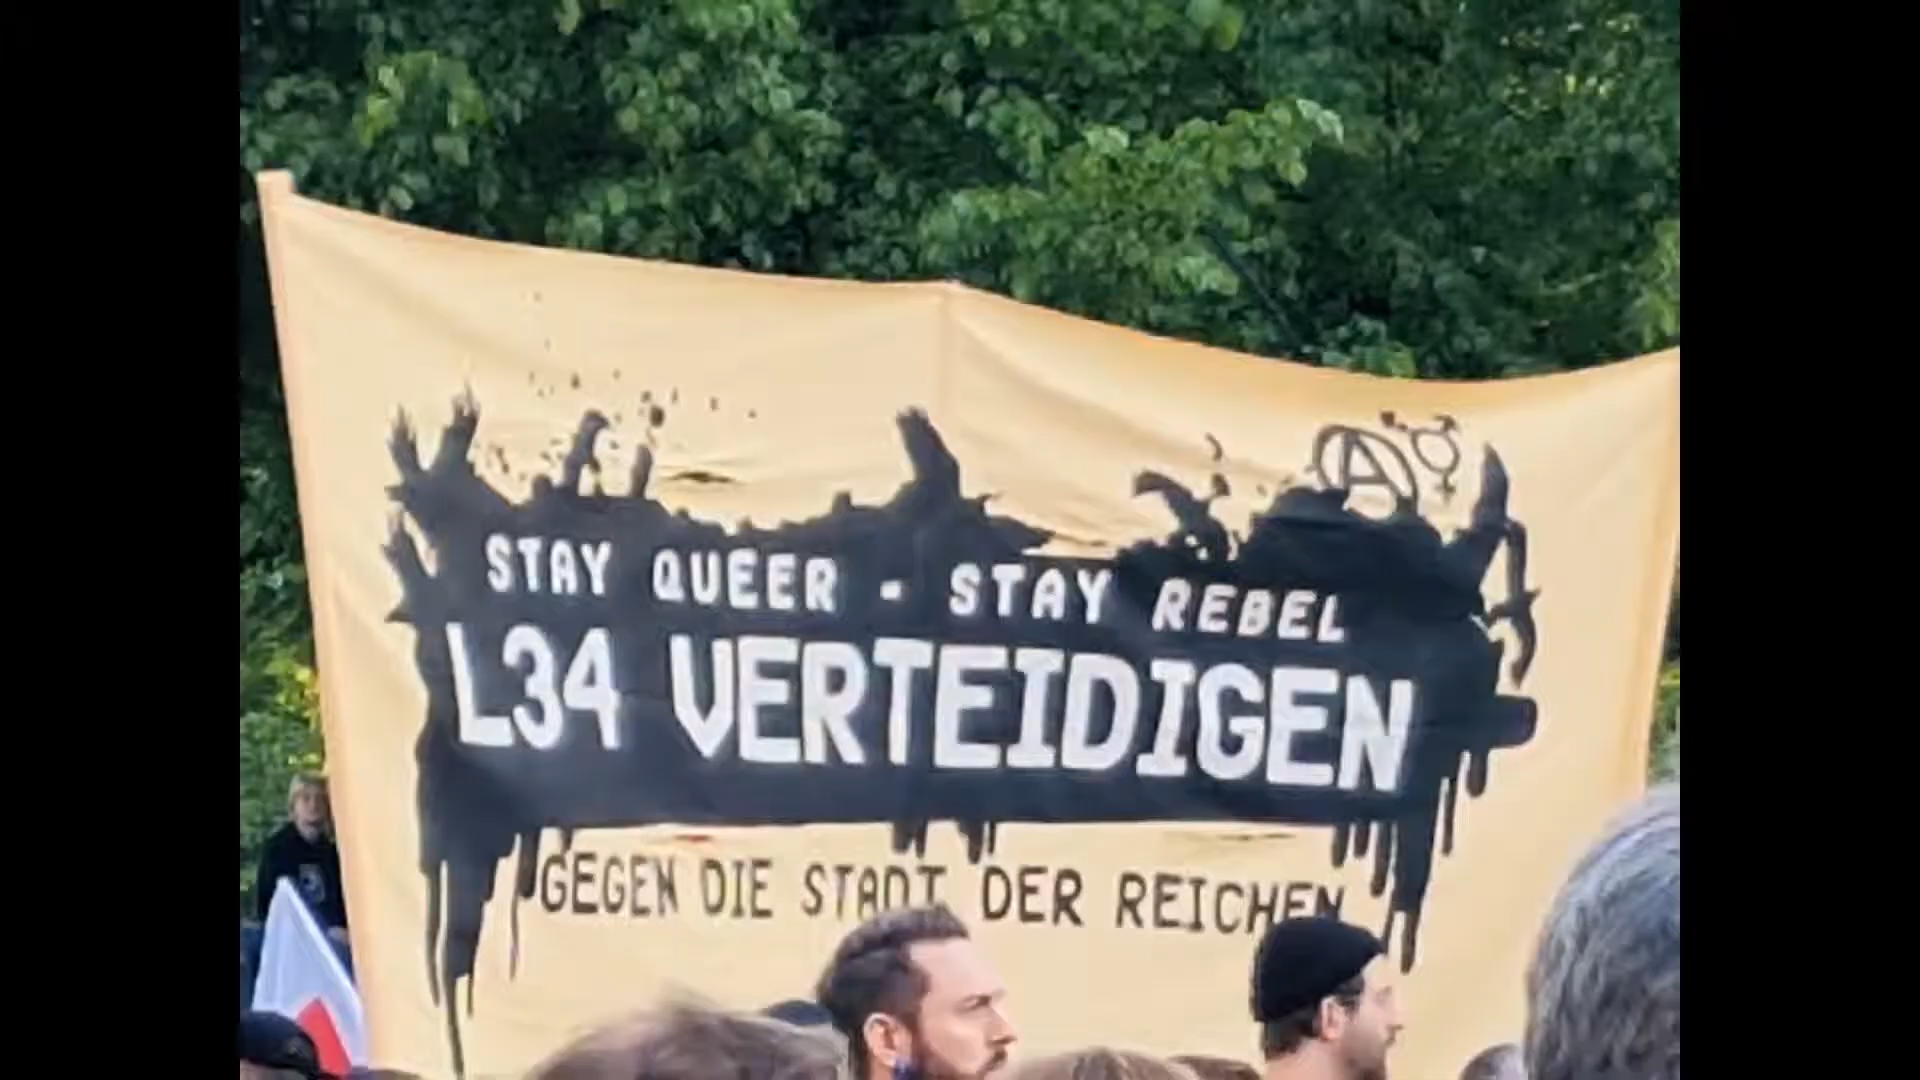 STAY QUEER - STAY REBEL
L34 VERTEIDIGEN
GEGEN DIE STADT DER REICHEN